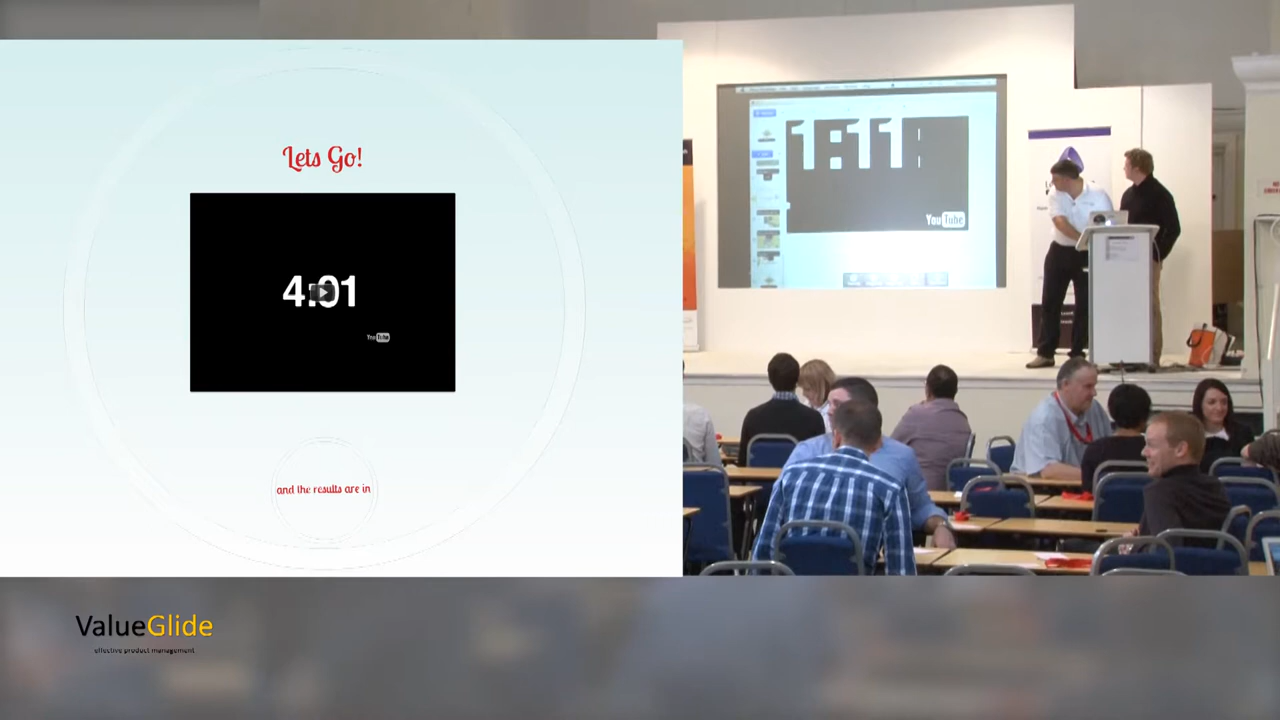 Lets Go!
4:01
YouTube
and the results are in
1:11
YouTube
ValueGlide
effective product management